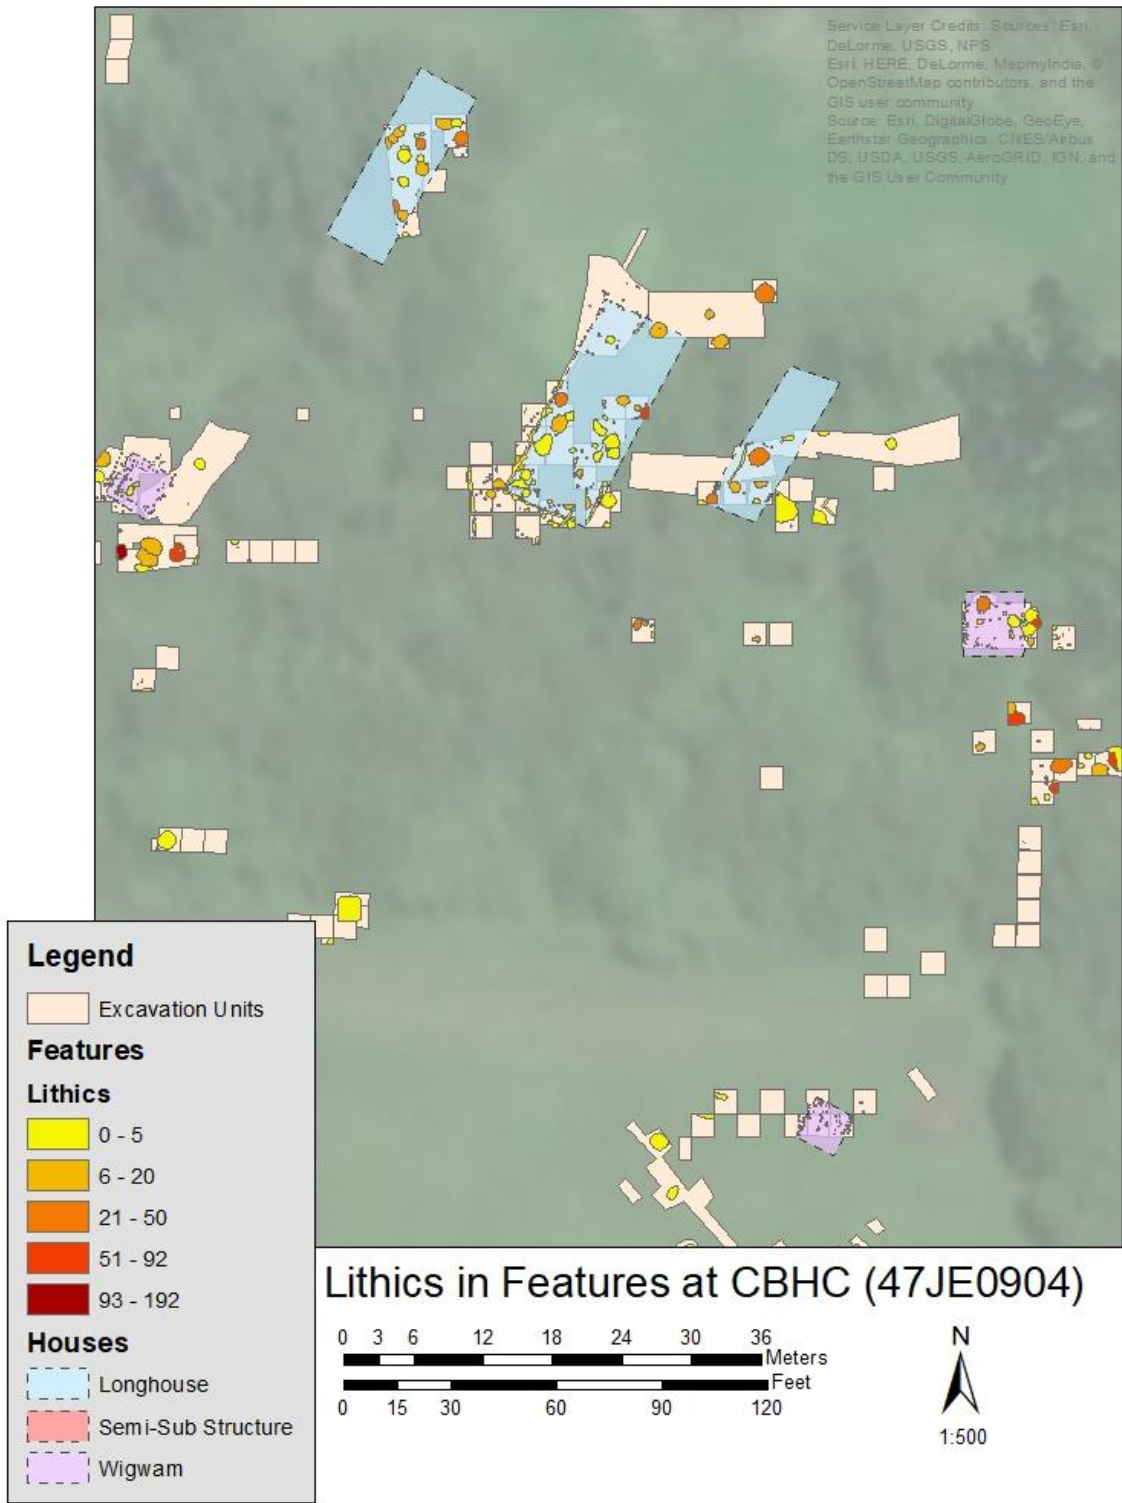 Service Layer Credits: Sources: Esri,
DeLorme, USGS, NPS
Esri, HERE, DeLorme, MapmyIndia, ©
OpenStreetMap contributors, and the
GIS user community
Source: Esri, DigitalGlobe, GeoEye,
Earthstar Geographics, CNES/Airbus
DS, USDA, USGS, AeroGRID, IGN, and
the GIS User Community
Legend
Excavation Units
Features
Lithics
0 - 5
6 - 20
21 - 50
51 - 92
93 - 192
Houses
Longhouse
Semi-Sub Structure
Wigwam
Lithics in Features at CBHC (47JE0904)
0 3 6 12 18 24 30 36
Meters
Feet
0 15 30 60 90 120
N
1:500